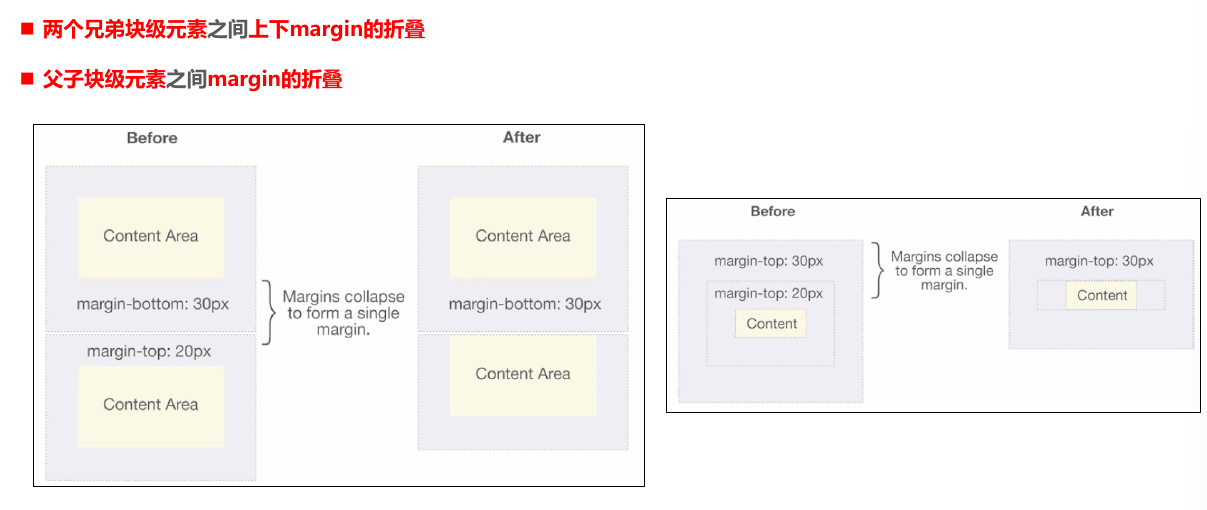 ■ 两个兄弟块级元素之间上下margin的折叠
■ 父子块级元素之间margin的折叠
Before
After
Content Area
Content Area
margin-bottom: 30px
Margins collapse
to form a single
margin.
margin-bottom: 30px
margin-top: 20px
Content Area
Content Area
Before
After
margin-top: 30px
Margins collapse
to form a single
margin.
margin-top: 30px
margin-top: 20px
Content
Content